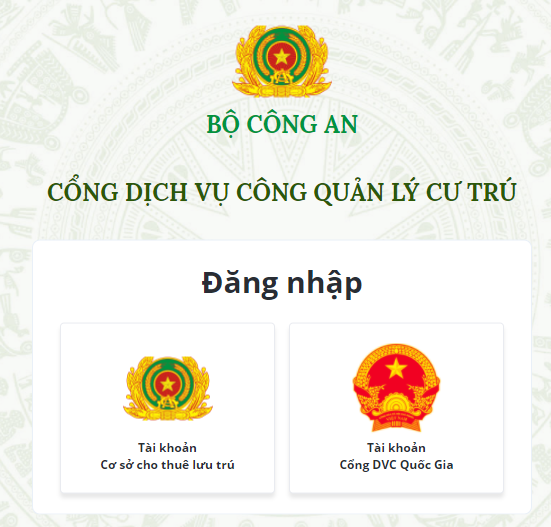 BỘ CÔNG AN
CỔNG DỊCH VỤ CÔNG QUẢN LÝ CƯ TRÚ
Đăng nhập
Tài khoản
Cơ sở cho thuê lưu trú
Tài khoản
Cổng DVC Quốc Gia